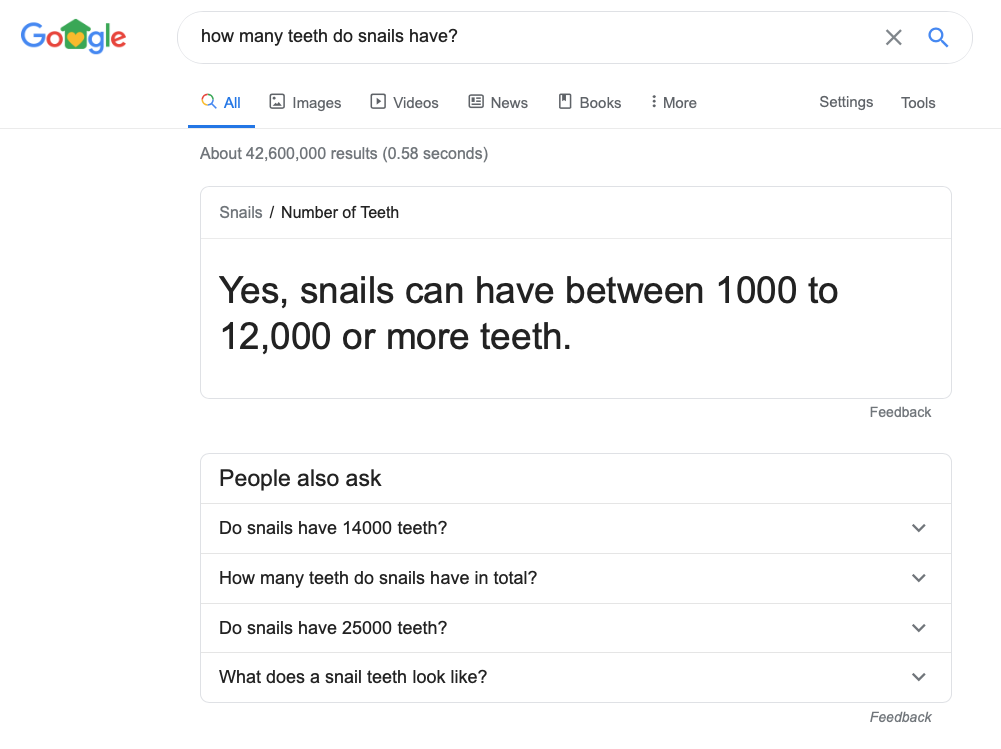 Google
how many teeth do snails have?
All Images Videos News Books More Settings Tools
About 42,600,000 results (0.58 seconds)
Snails / Number of Teeth
Yes, snails can have between 1000 to
12,000 or more teeth.
Feedback
People also ask
Do snails have 14000 teeth?
How many teeth do snails have in total?
Do snails have 25000 teeth?
What does a snail teeth look like?
Feedback